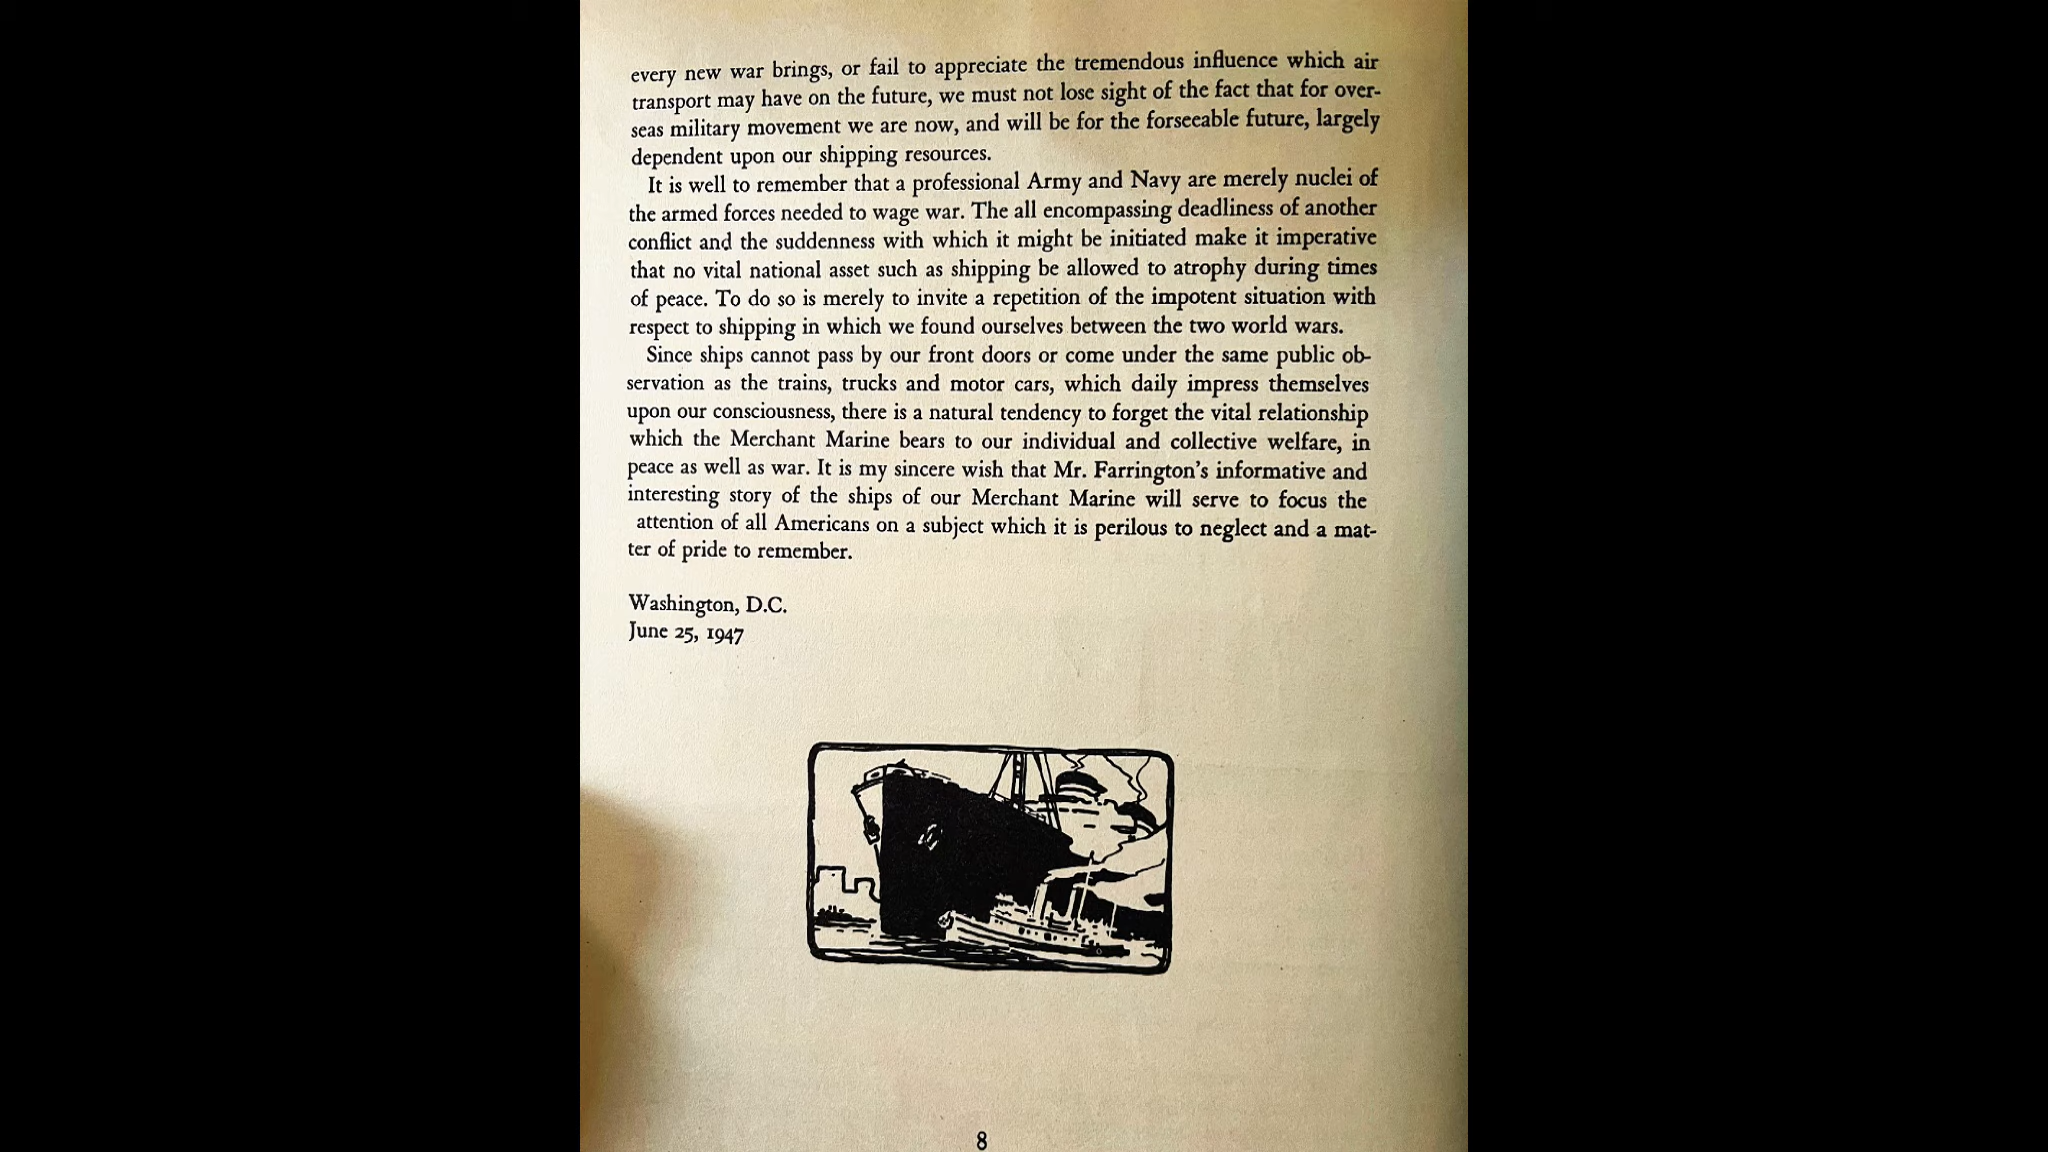 every new war brings, or fail to appreciate the tremendous influence which air
transport may have on the future, we must not lose sight of the fact that for over-
seas military movement we are now, and will be for the forseeable future, largely
dependent upon our shipping resources.
It is well to remember that a professional Army and Navy are merely nuclei of
the armed forces needed to wage war. The all encompassing deadliness of another
conflict and the suddenness with which it might be initiated make it imperative
that no vital national asset such as shipping be allowed to atrophy during times
of peace. To do so is merely to invite a repetition of the impotent situation with
respect to shipping in which we found ourselves between the two world wars.
Since ships cannot pass by our front doors or come under the same public ob-
servation as the trains, trucks and motor cars, which daily impress themselves
upon our consciousness, there is a natural tendency to forget the vital relationship
which the Merchant Marine bears to our individual and collective welfare, in
peace as well as war. It is my sincere wish that Mr. Farrington's informative and
interesting story of the ships of our Merchant Marine will serve to focus the
attention of all Americans on a subject which it is perilous to neglect and a mat-
ter of pride to remember.
Washington, D.C.
June 25, 1947
8